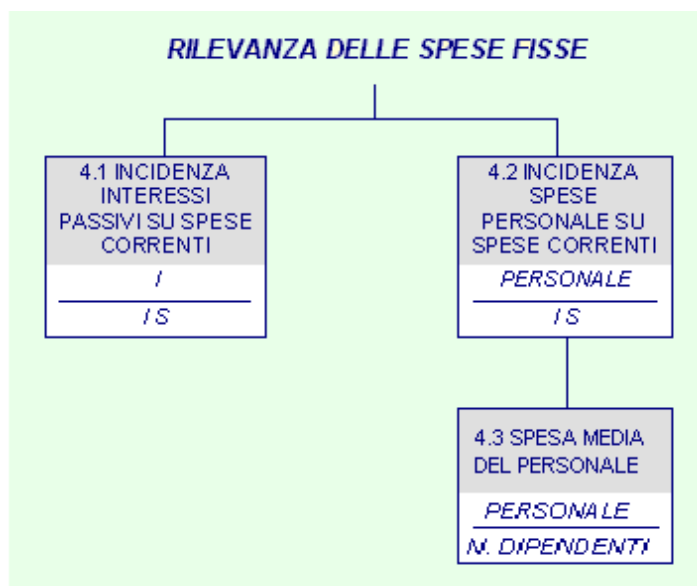 RILEVANZA DELLE SPESE FISSE
4.1 INCIDENZA
INTERESSI
PASSIVI SU SPESE
CORRENTI
I
I S
4.2 INCIDENZA
SPESE
PERSONALE SU
SPESE CORRENTI
PERSONALE
I S
4.3 SPESA MEDIA
DEL PERSONALE
PERSONALE
N. DIPENDENTI